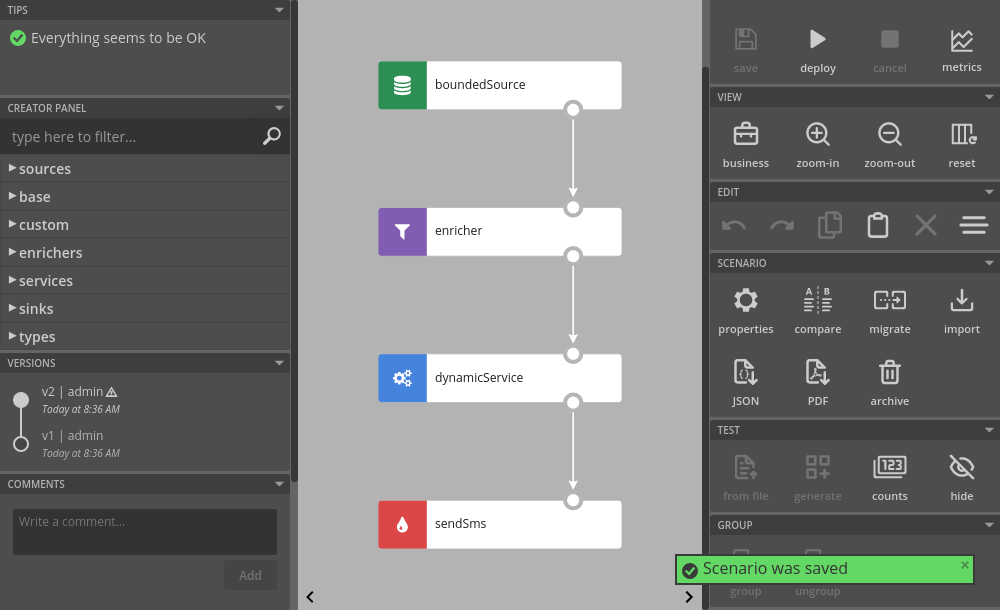 TIPS
Everything seems to be OK
CREATOR PANEL
type here to filter...
sources
base
custom
enrichers
services
sinks
types
VERSIONS
v2 | admin
Today at 8:36 AM
v1 | admin
Today at 8:36 AM
COMMENTS
Write a comment...
Add
boundedSource
enricher
dynamicService
sendSms
save deploy cancel metrics
VIEW
business zoom-in zoom-out reset
EDIT
SCENARIO
properties compare migrate import
A B
JSON PDF archive
TEST
123
from file generate counts hide
GROUP
Scenario was saved ×
group ungroup